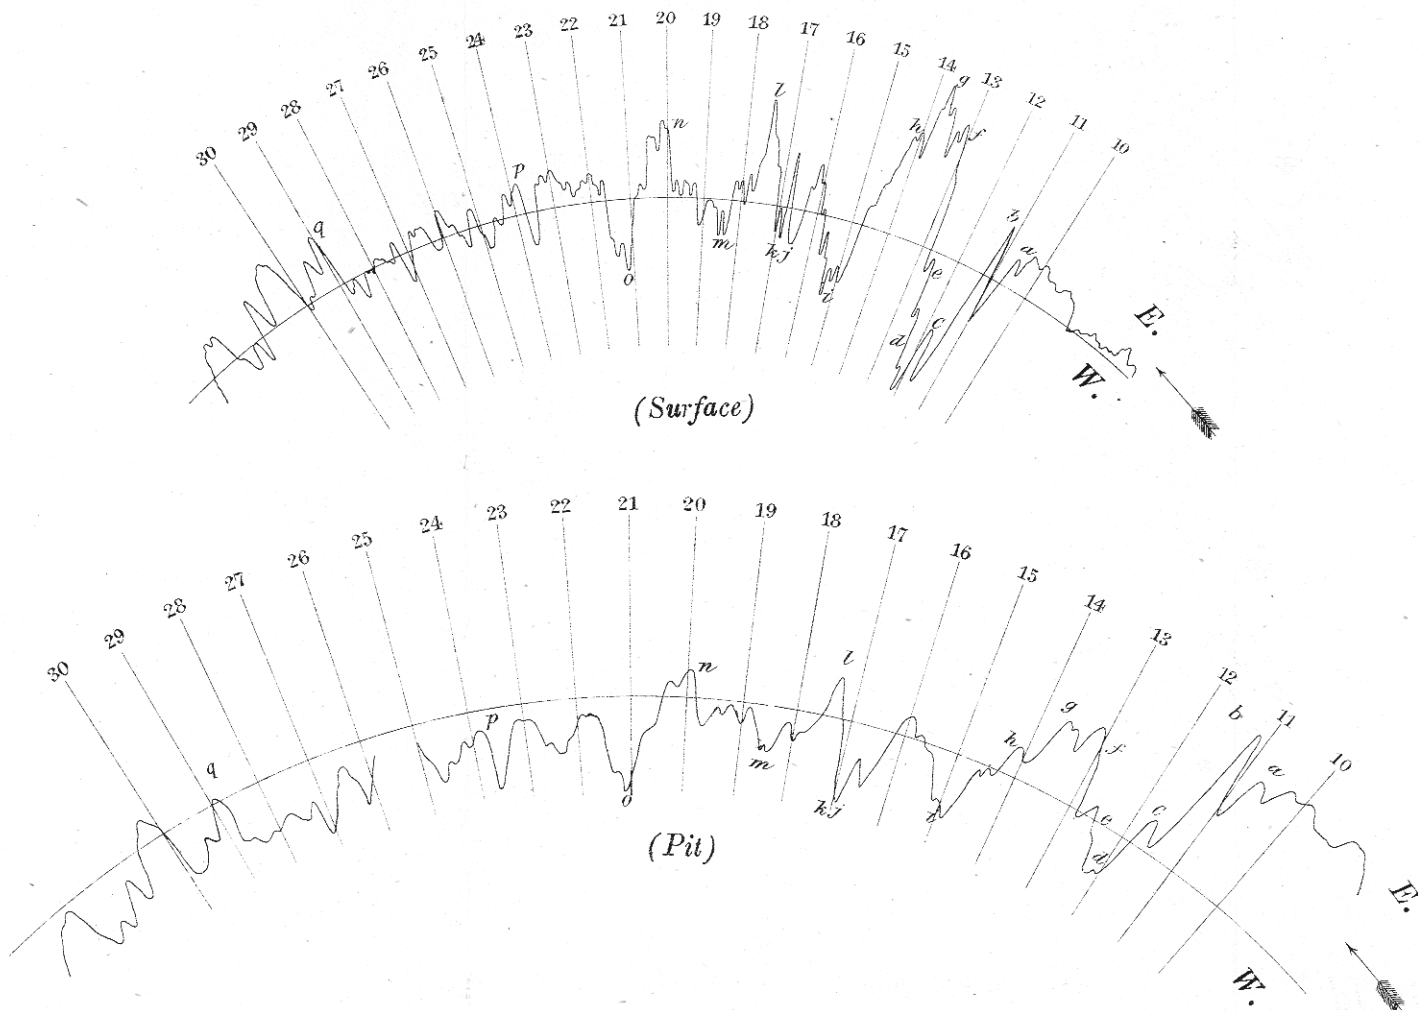 30 29 28 27 26 25 24 23 22 21 20 19 18 17 16 15 14 13 12 11 10
q p o n m l k j i h g f e d c b a
E.
W.
(Surface)
30 29 28 27 26 25 24 23 22 21 20 19 18 17 16 15 14 13 12 11 10
q p o n m l k j i h g f e d c b a
(Pit)
E.
W.